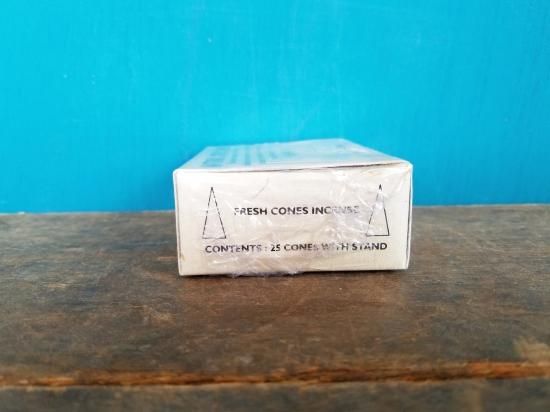 FRESH CONES INCENSE
CONTENTS : 25 CONES WITH STAND